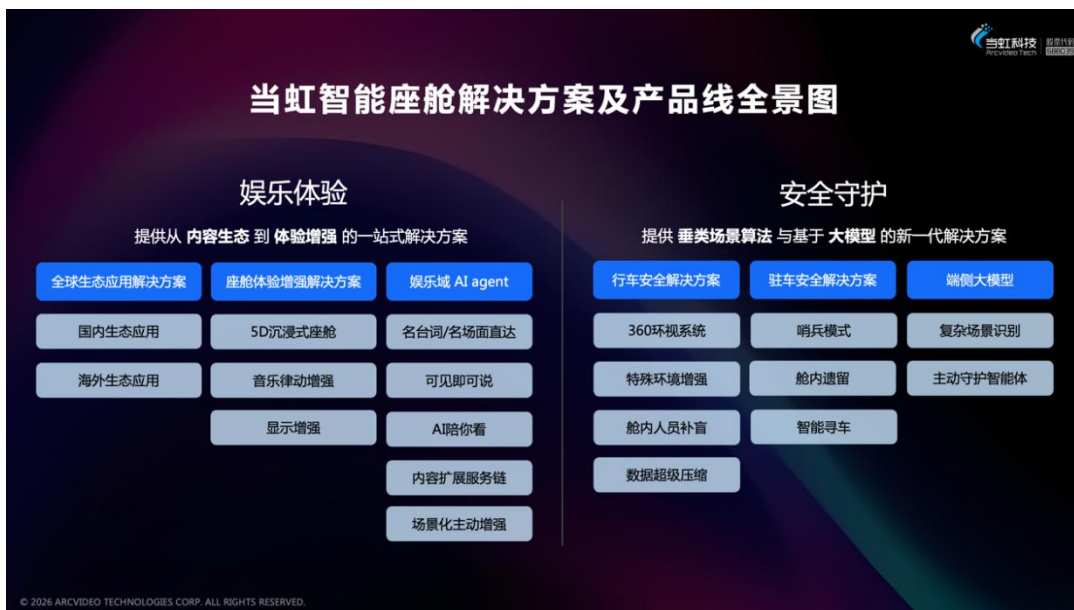 当虹科技
Arcvideo Tech
股票代码
688039
当虹智能座舱解决方案及产品线全景图
娱乐体验
提供从 内容生态 到 体验增强 的一站式解决方案
全球生态应用解决方案
国内生态应用
海外生态应用
座舱体验增强解决方案
5D沉浸式座舱
音乐律动增强
显示增强
娱乐域 AI agent
名台词/名场面直达
可见即可说
AI陪你看
内容扩展服务链
场景化主动增强
安全守护
提供 垂类场景算法 与基于 大模型 的新一代解决方案
行车安全解决方案
360环视系统
特殊环境增强
舱内人员补盲
数据超级压缩
驻车安全解决方案
哨兵模式
舱内遗留
智能寻车
端侧大模型
复杂场景识别
主动守护智能体
© 2026 ARCVIDEO TECHNOLOGIES CORP. ALL RIGHTS RESERVED.